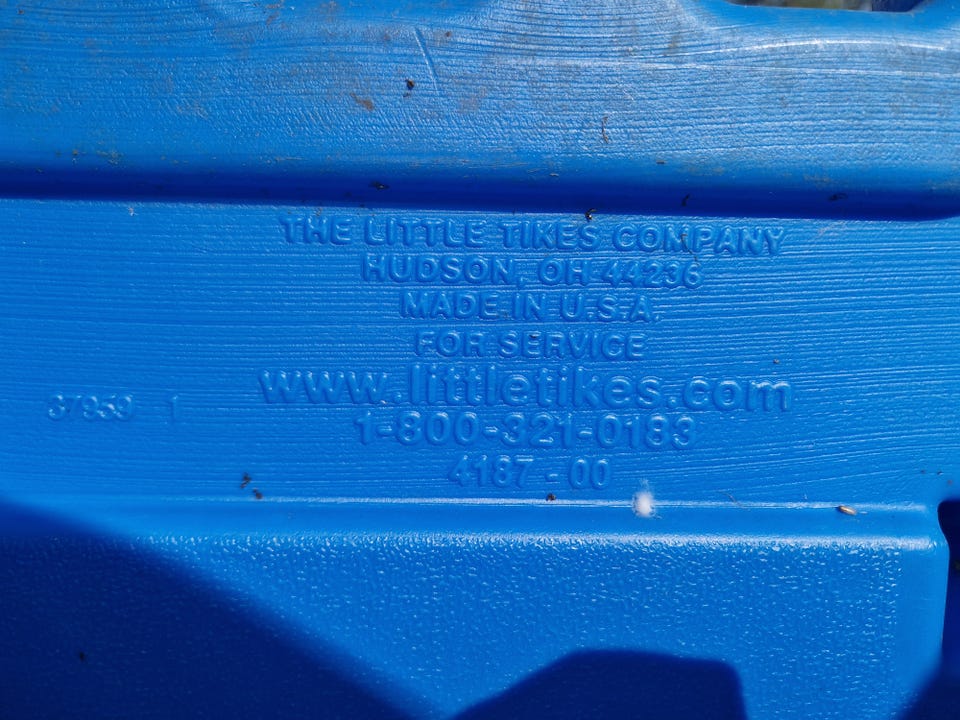 THE LITTLE TIKES COMPANY
HUDSON, OH 44236
MADE IN U.S.A.
FOR SERVICE
www.littletikes.com
37959 1
1-800-321-0183
4187 - 00